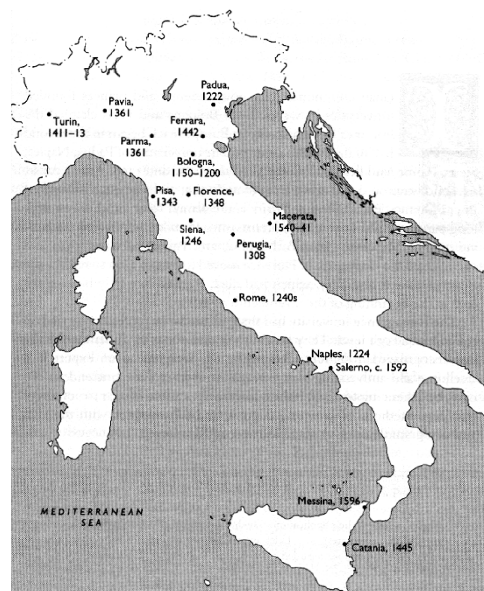 Padua,
1222
Pavia,
1361
Turin,
1411–13
Ferrara,
1442
Parma,
1361
Bologna,
1150–1200
Pisa,
1343
Florence,
1348
Siena,
1246
Macerata,
1540–41
Perugia,
1308
Rome, 1240s
Naples, 1224
Salerno, c. 1592
Messina, 1596
MEDITERRANEAN
SEA
Catania, 1445